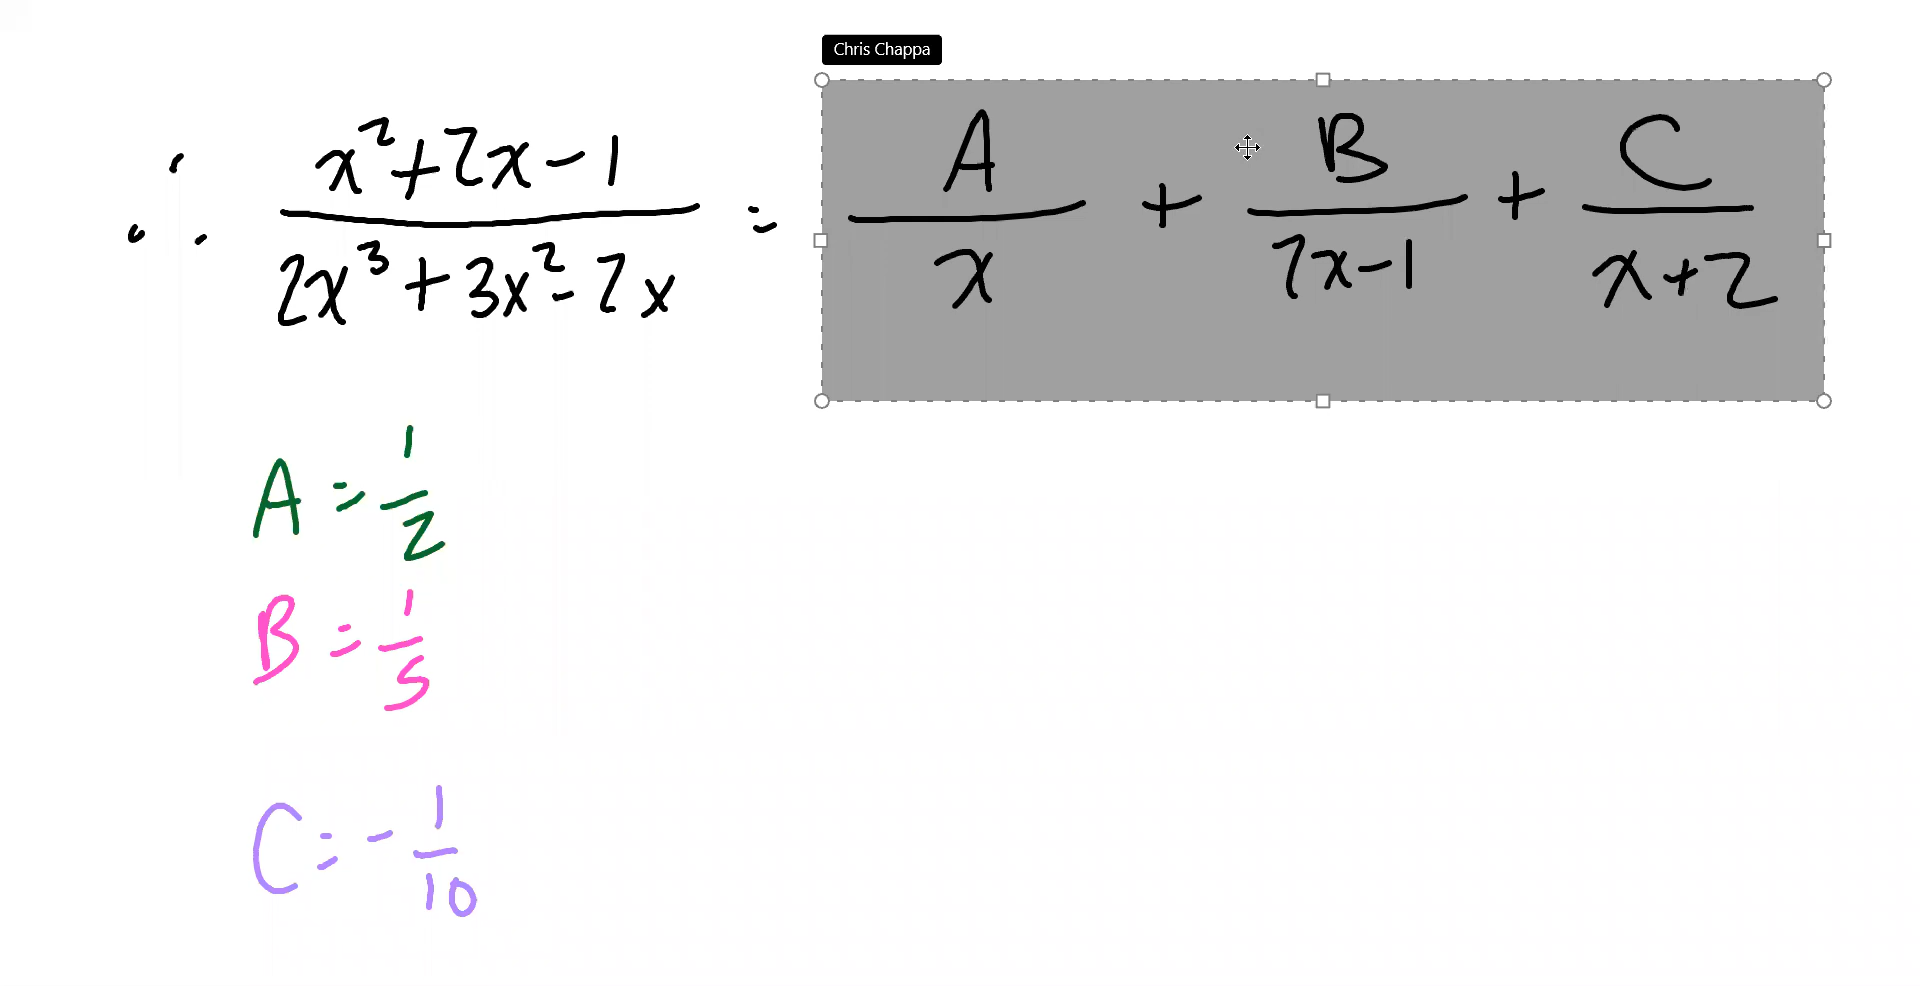 Chris Chappa
∴ (x² + 2x - 1)/(2x³ + 3x² - 2x) = A/x + B/(2x - 1) + C/(x + 2)
A = 1/2
B = 1/5
C = - 1/10